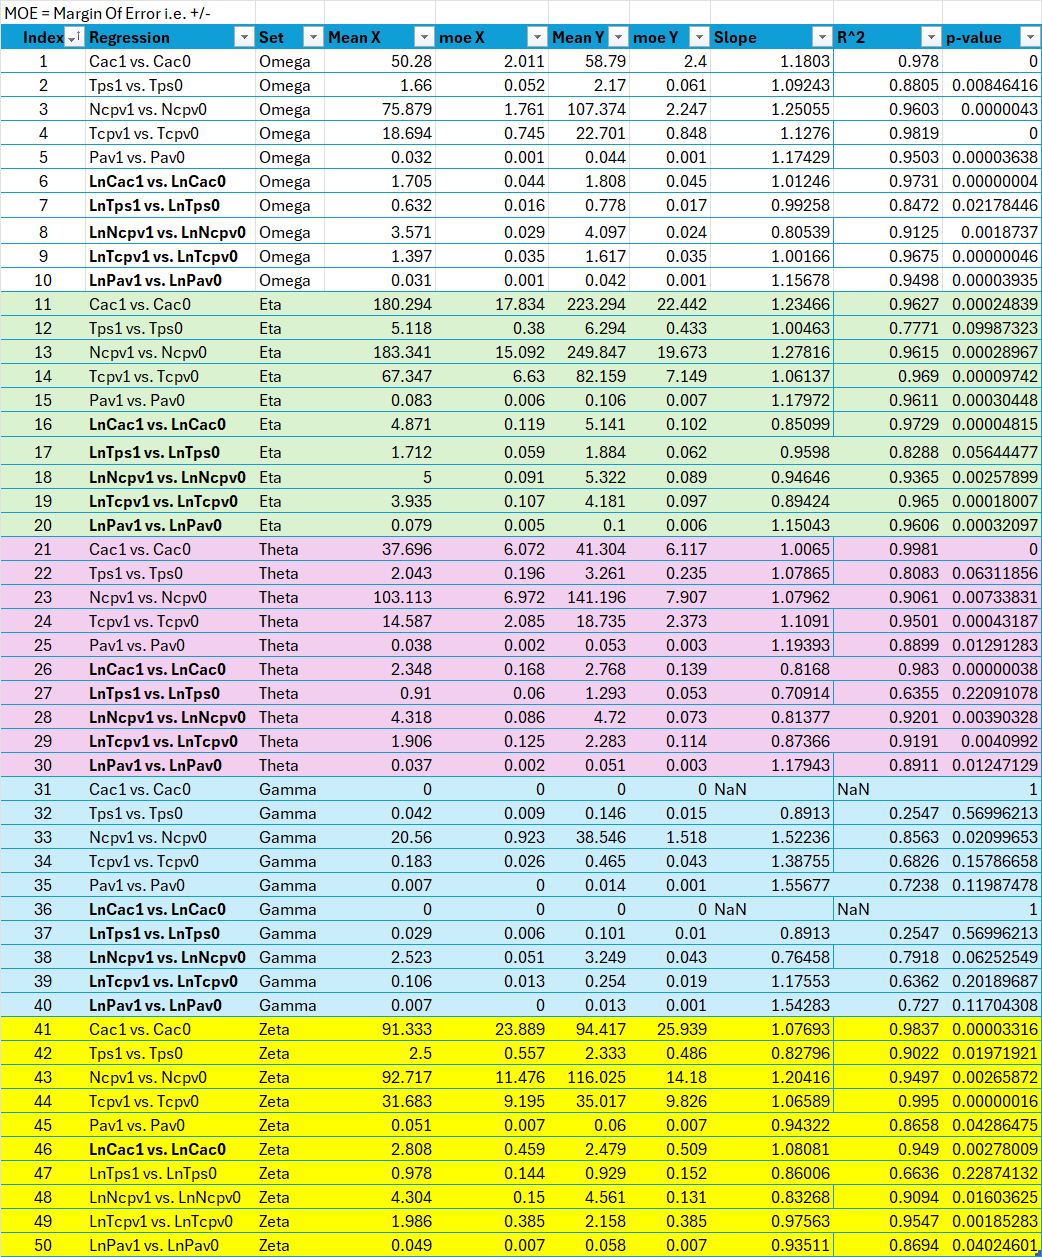 MOE = Margin Of Error i.e. +/-
Index Regression Set Mean X moe X Mean Y moe Y Slope R^2 p-value
1 Cac1 vs. Cac0 Omega 50.28 2.011 58.79 2.4 1.1803 0.978 0
2 Tps1 vs. Tps0 Omega 1.66 0.052 2.17 0.061 1.09243 0.8805 0.00846416
3 Ncpv1 vs. Ncpv0 Omega 75.879 1.761 107.374 2.247 1.25055 0.9603 0.0000043
4 Tcpv1 vs. Tcpv0 Omega 18.694 0.745 22.701 0.848 1.1276 0.9819 0
5 Pav1 vs. Pav0 Omega 0.032 0.001 0.044 0.001 1.17429 0.9503 0.00003638
6 LnCac1 vs. LnCac0 Omega 1.705 0.044 1.808 0.045 1.01246 0.9731 0.00000004
7 LnTps1 vs. LnTps0 Omega 0.632 0.016 0.778 0.017 0.99258 0.8472 0.02178446
8 LnNcpv1 vs. LnNcpv0 Omega 3.571 0.029 4.097 0.024 0.80539 0.9125 0.0018737
9 LnTcpv1 vs. LnTcpv0 Omega 1.397 0.035 1.617 0.035 1.00166 0.9675 0.00000046
10 LnPav1 vs. LnPav0 Omega 0.031 0.001 0.042 0.001 1.15678 0.9498 0.00003935
11 Cac1 vs. Cac0 Eta 180.294 17.834 223.294 22.442 1.23466 0.9627 0.00024839
12 Tps1 vs. Tps0 Eta 5.118 0.38 6.294 0.433 1.00463 0.7771 0.09987323
13 Ncpv1 vs. Ncpv0 Eta 183.341 15.092 249.847 19.673 1.27816 0.9615 0.00028967
14 Tcpv1 vs. Tcpv0 Eta 67.347 6.63 82.159 7.149 1.06137 0.969 0.00009742
15 Pav1 vs. Pav0 Eta 0.083 0.006 0.106 0.007 1.17972 0.9611 0.00030448
16 LnCac1 vs. LnCac0 Eta 4.871 0.119 5.141 0.102 0.85099 0.9729 0.00004815
17 LnTps1 vs. LnTps0 Eta 1.712 0.059 1.884 0.062 0.9598 0.8288 0.05644477
18 LnNcpv1 vs. LnNcpv0 Eta 5 0.091 5.322 0.089 0.94646 0.9365 0.00257899
19 LnTcpv1 vs. LnTcpv0 Eta 3.935 0.107 4.181 0.097 0.89424 0.965 0.00018007
20 LnPav1 vs. LnPav0 Eta 0.079 0.005 0.1 0.006 1.15043 0.9606 0.00032097
21 Cac1 vs. Cac0 Theta 37.696 6.072 41.304 6.117 1.0065 0.9981 0
22 Tps1 vs. Tps0 Theta 2.043 0.196 3.261 0.235 1.07865 0.8083 0.06311856
23 Ncpv1 vs. Ncpv0 Theta 103.113 6.972 141.196 7.907 1.07962 0.9061 0.00733831
24 Tcpv1 vs. Tcpv0 Theta 14.587 2.085 18.735 2.373 1.1091 0.9501 0.00043187
25 Pav1 vs. Pav0 Theta 0.038 0.002 0.053 0.003 1.19393 0.8899 0.01291283
26 LnCac1 vs. LnCac0 Theta 2.348 0.168 2.768 0.139 0.8168 0.983 0.00000038
27 LnTps1 vs. LnTps0 Theta 0.91 0.06 1.293 0.053 0.70914 0.6355 0.22091078
28 LnNcpv1 vs. LnNcpv0 Theta 4.318 0.086 4.72 0.073 0.81377 0.9201 0.00390328
29 LnTcpv1 vs. LnTcpv0 Theta 1.906 0.125 2.283 0.114 0.87366 0.9191 0.0040992
30 LnPav1 vs. LnPav0 Theta 0.037 0.002 0.051 0.003 1.17943 0.8911 0.01247129
31 Cac1 vs. Cac0 Gamma 0 0 0 0 NaN NaN 1
32 Tps1 vs. Tps0 Gamma 0.042 0.009 0.146 0.015 0.8913 0.2547 0.56996213
33 Ncpv1 vs. Ncpv0 Gamma 20.56 0.923 38.546 1.518 1.52236 0.8563 0.02099653
34 Tcpv1 vs. Tcpv0 Gamma 0.183 0.026 0.465 0.043 1.38755 0.6826 0.15786658
35 Pav1 vs. Pav0 Gamma 0.007 0 0.014 0.001 1.55677 0.7238 0.11987478
36 LnCac1 vs. LnCac0 Gamma 0 0 0 0 NaN NaN 1
37 LnTps1 vs. LnTps0 Gamma 0.029 0.006 0.101 0.01 0.8913 0.2547 0.56996213
38 LnNcpv1 vs. LnNcpv0 Gamma 2.523 0.051 3.249 0.043 0.76458 0.7918 0.06252549
39 LnTcpv1 vs. LnTcpv0 Gamma 0.106 0.013 0.254 0.019 1.17553 0.6362 0.20189687
40 LnPav1 vs. LnPav0 Gamma 0.007 0 0.013 0.001 1.54283 0.727 0.11704308
41 Cac1 vs. Cac0 Zeta 91.333 23.889 94.417 25.939 1.07693 0.9837 0.00003316
42 Tps1 vs. Tps0 Zeta 2.5 0.557 2.333 0.486 0.82796 0.9022 0.01971921
43 Ncpv1 vs. Ncpv0 Zeta 92.717 11.476 116.025 14.18 1.20416 0.9497 0.00265872
44 Tcpv1 vs. Tcpv0 Zeta 31.683 9.195 35.017 9.826 1.06589 0.995 0.00000016
45 Pav1 vs. Pav0 Zeta 0.051 0.007 0.06 0.007 0.94322 0.8658 0.04286475
46 LnCac1 vs. LnCac0 Zeta 2.808 0.459 2.479 0.509 1.08081 0.949 0.00278009
47 LnTps1 vs. LnTps0 Zeta 0.978 0.144 0.929 0.152 0.86006 0.6636 0.22874132
48 LnNcpv1 vs. LnNcpv0 Zeta 4.304 0.15 4.561 0.131 0.83268 0.9094 0.01603625
49 LnTcpv1 vs. LnTcpv0 Zeta 1.986 0.385 2.158 0.385 0.97563 0.9547 0.00185283
50 LnPav1 vs. LnPav0 Zeta 0.049 0.007 0.058 0.007 0.93511 0.8694 0.04024601